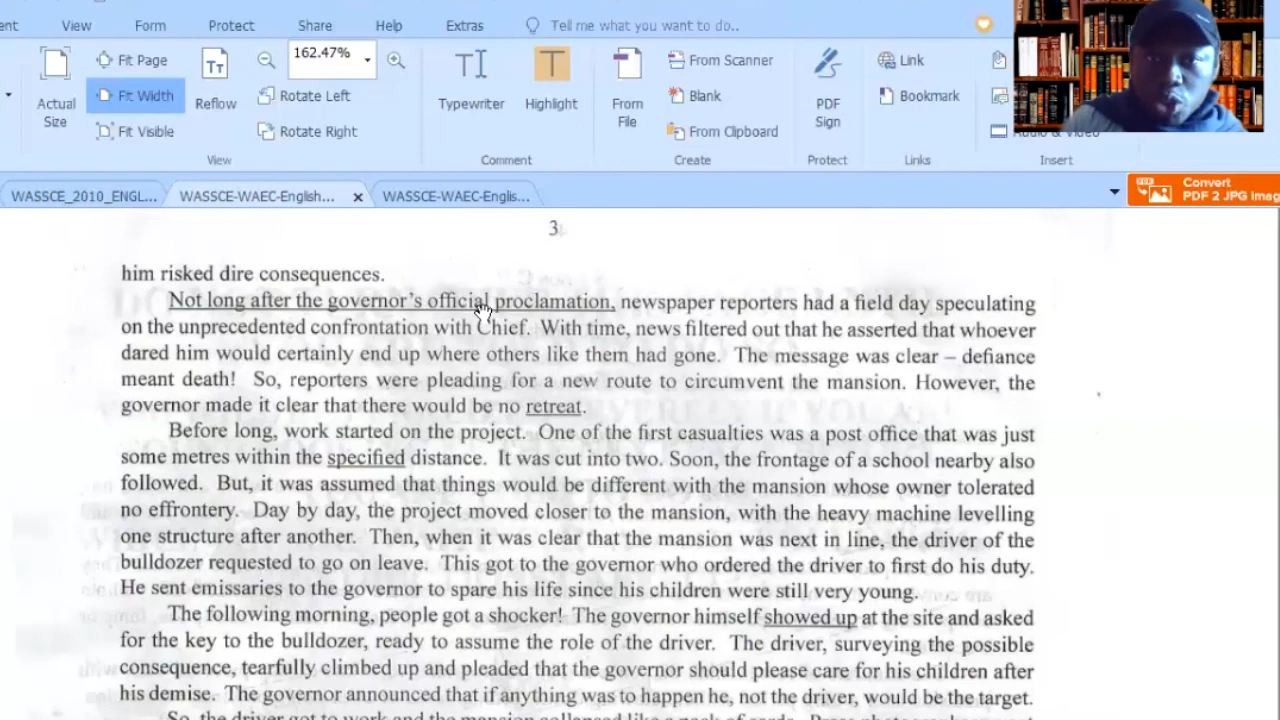 ent View Form Protect Share Help Extras Tell me what you want to do..
162.47%
Fit Page From Scanner Link
Fit Width Rotate Left Blank Bookmark
Actual Size Reflow Typewriter Highlight From File PDF Sign
Fit Visible Rotate Right From Clipboard Audio & Video
View Comment Create Protect Links Insert
WASSCE_2010_ENGL... WASSCE-WAEC-English... x WASSCE-WAEC-Englis...
Convert
PDF 2 JPG Imag
3
him risked dire consequences.
Not long after the governor's official proclamation, newspaper reporters had a field day speculating
on the unprecedented confrontation with Chief. With time, news filtered out that he asserted that whoever
dared him would certainly end up where others like them had gone. The message was clear – defiance
meant death! So, reporters were pleading for a new route to circumvent the mansion. However, the
governor made it clear that there would be no retreat.
Before long, work started on the project. One of the first casualties was a post office that was just
some metres within the specified distance. It was cut into two. Soon, the frontage of a school nearby also
followed. But, it was assumed that things would be different with the mansion whose owner tolerated
no effrontery. Day by day, the project moved closer to the mansion, with the heavy machine levelling
one structure after another. Then, when it was clear that the mansion was next in line, the driver of the
bulldozer requested to go on leave. This got to the governor who ordered the driver to first do his duty.
He sent emissaries to the governor to spare his life since his children were still very young.
The following morning, people got a shocker! The governor himself showed up at the site and asked
for the key to the bulldozer, ready to assume the role of the driver. The driver, surveying the possible
consequence, tearfully climbed up and pleaded that the governor should please care for his children after
his demise. The governor announced that if anything was to happen he, not the driver, would be the target.
So, the driver got to work and the mansion collapsed like a pack of cards.